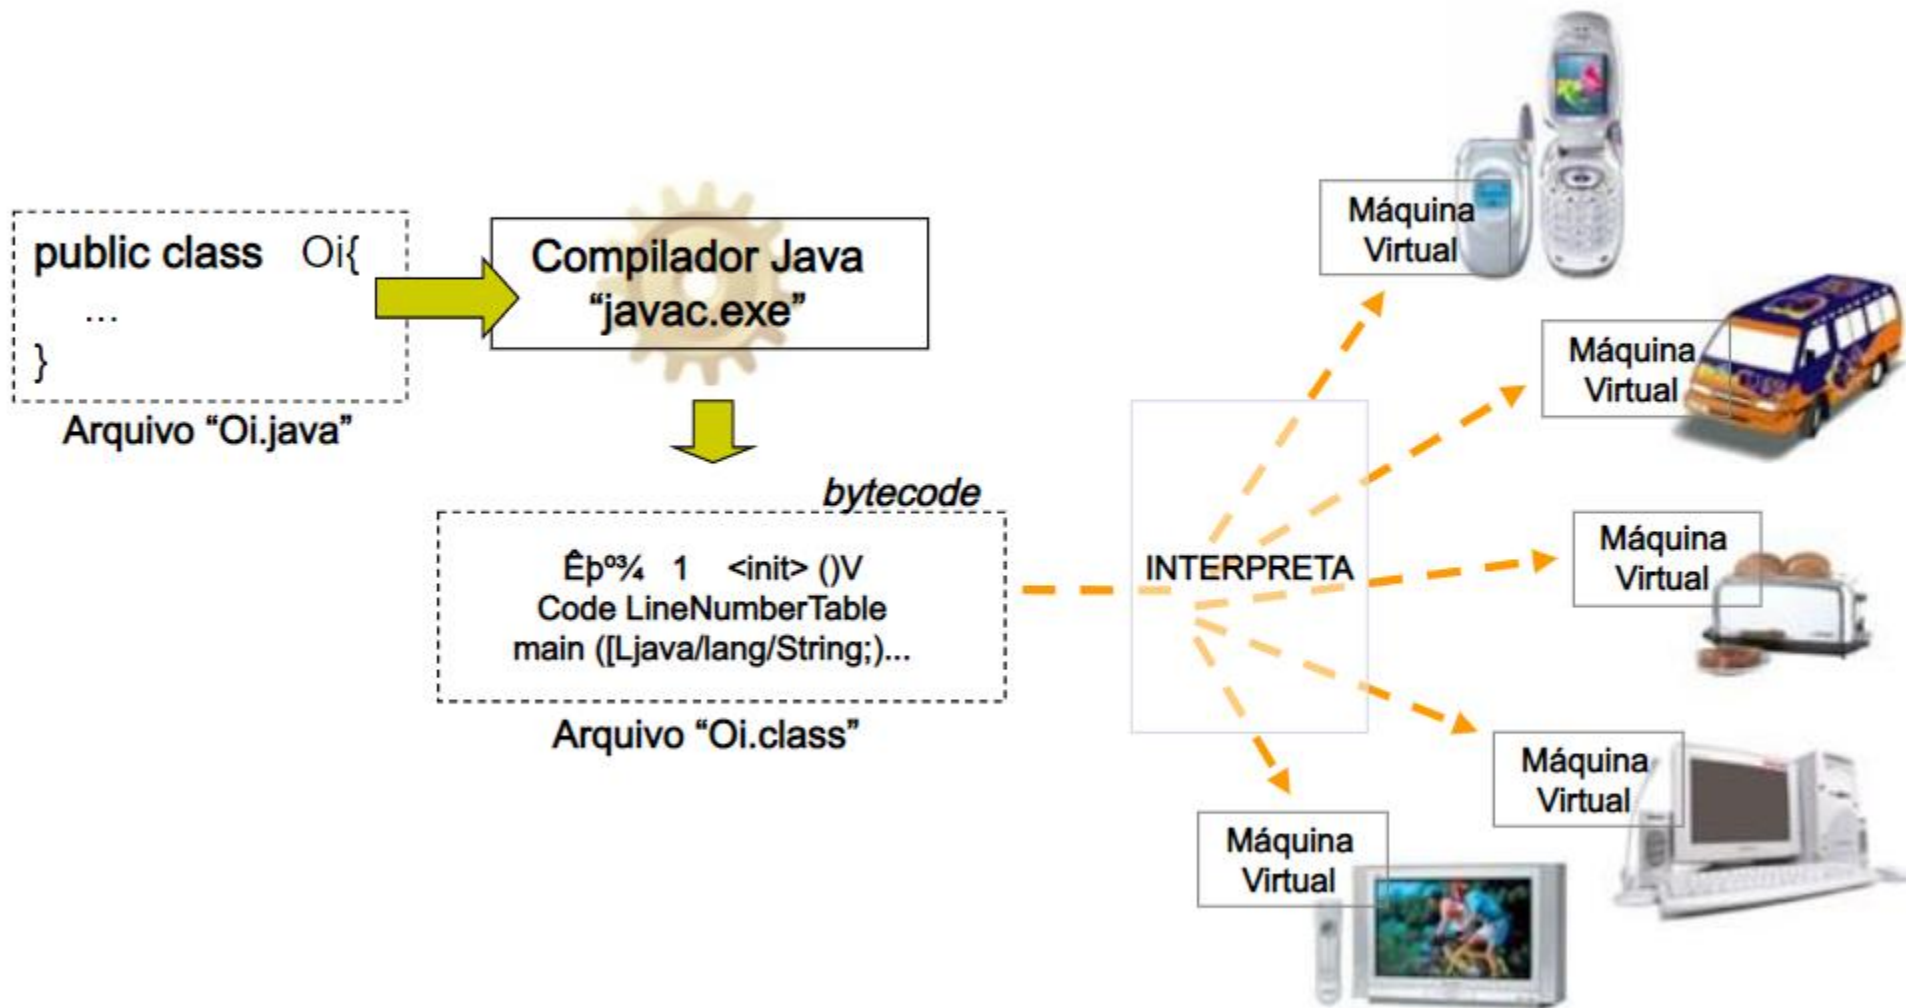 public class Oi{
...
}
Arquivo “Oi.java”
Compilador Java
“javac.exe”
bytecode
Êþº¾ 1 <init> ()V
Code LineNumberTable
main ([Ljava/lang/String;)...
Arquivo “Oi.class”
INTERPRETA
Máquina
Virtual
Máquina
Virtual
Máquina
Virtual
Máquina
Virtual
Máquina
Virtual